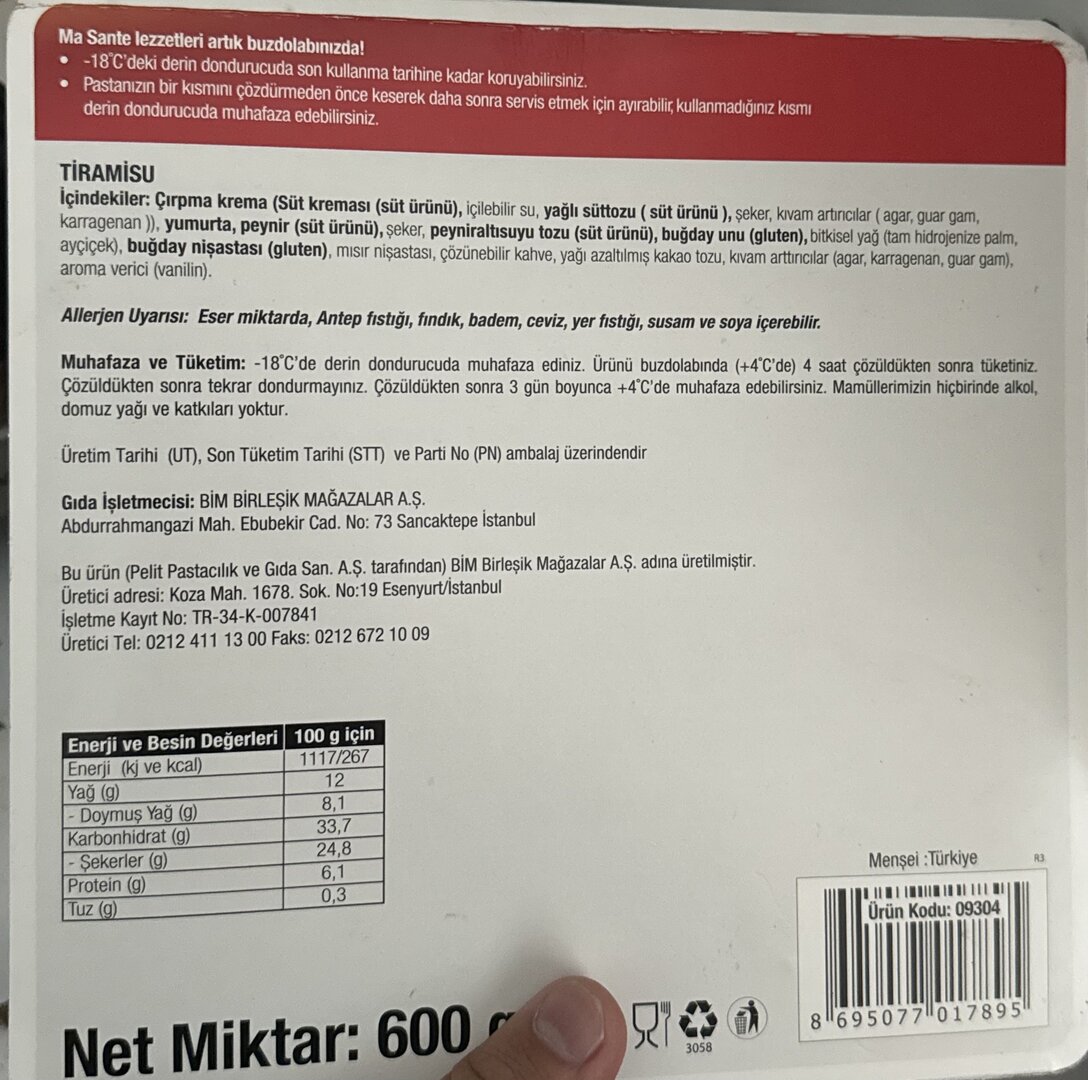 Ma Sante lezzetleri artık buzdolabınızda!
• -18°C'deki derin dondurucuda son kullanma tarihine kadar koruyabilirsiniz.
• Pastanızın bir kısmını çözdürmeden önce keserek daha sonra servis etmek için ayırabilir, kullanmadığınız kısmı
derin dondurucuda muhafaza edebilirsiniz.
TİRAMİSU
İçindekiler: Çırpma krema (Süt kreması (süt ürünü), içilebilir su, yağlı süttozu ( süt ürünü ), şeker, kıvam artırıcılar ( agar, guar gam,
karragenan )), yumurta, peynir (süt ürünü), şeker, peyniraltısuyu tozu (süt ürünü), buğday unu (gluten), bitkisel yağ (tam hidrojenize palm,
ayçiçek), buğday nişastası (gluten), mısır nişastası, çözünebilir kahve, yağı azaltılmış kakao tozu, kıvam arttırıcılar (agar, karragenan, guar gam),
aroma verici (vanilin).
Allerjen Uyarısı: Eser miktarda, Antep fıstığı, fındık, badem, ceviz, yer fıstığı, susam ve soya içerebilir.
Muhafaza ve Tüketim: -18°C'de derin dondurucuda muhafaza ediniz. Ürünü buzdolabında (+4°C'de) 4 saat çözüldükten sonra tüketiniz.
Çözüldükten sonra tekrar dondurmayınız. Çözüldükten sonra 3 gün boyunca +4°C'de muhafaza edebilirsiniz. Mamüllerimizin hiçbirinde alkol,
domuz yağı ve katkıları yoktur.
Üretim Tarihi (UT), Son Tüketim Tarihi (STT) ve Parti No (PN) ambalaj üzerindendir
Gıda İşletmecisi: BİM BİRLEŞİK MAĞAZALAR A.Ş.
Abdurrahmangazi Mah. Ebubekir Cad. No: 73 Sancaktepe İstanbul
Bu ürün (Pelit Pastacılık ve Gıda San. A.Ş. tarafından) BİM Birleşik Mağazalar A.Ş. adına üretilmiştir.
Üretici adresi: Koza Mah. 1678. Sok. No:19 Esenyurt/İstanbul
İşletme Kayıt No: TR-34-K-007841
Üretici Tel: 0212 411 13 00 Faks: 0212 672 10 09
Enerji ve Besin Değerleri 100 g için
Enerji (kj ve kcal) 1117/267
Yağ (g) 12
- Doymuş Yağ (g) 8,1
Karbonhidrat (g) 33,7
- Şekerler (g) 24,8
Protein (g) 6,1
Tuz (g) 0,3
Menşei :Türkiye R3
Ürün Kodu: 09304
8 695077 017895
Net Miktar: 600
3058